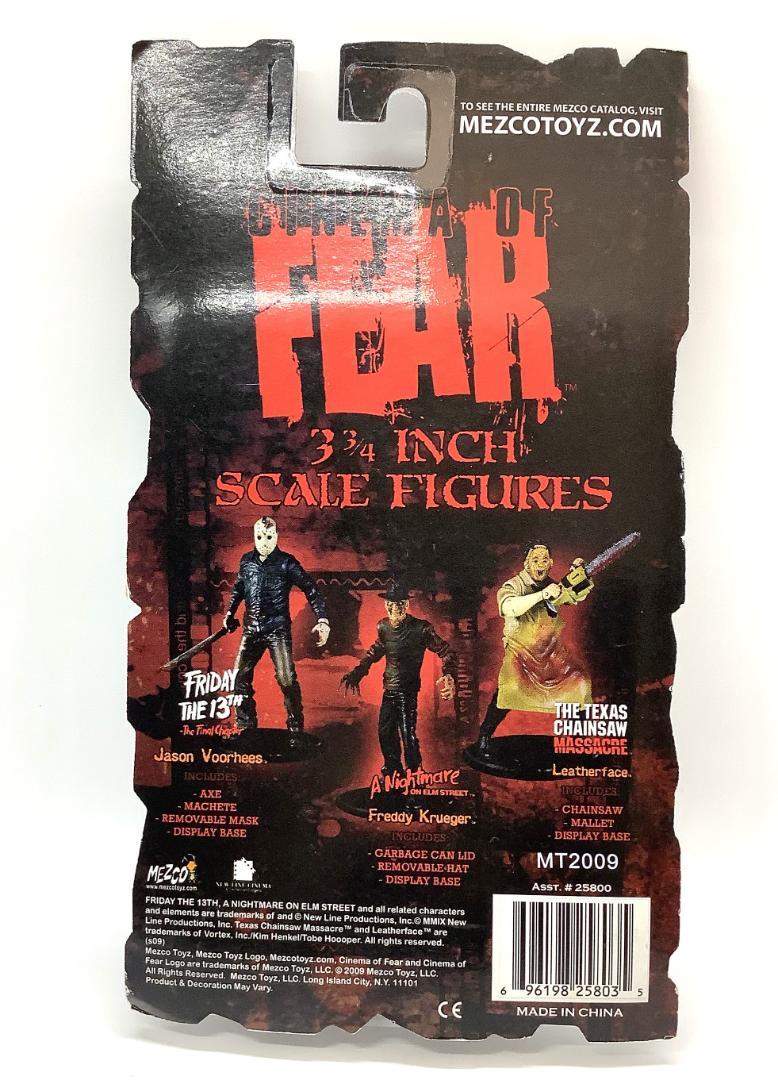 TO SEE THE ENTIRE MEZCO CATALOG, VISIT
MEZCOTOYZ.COM
CINEMA OF
FEAR
TM
3 3/4 INCH
SCALE FIGURES
FRIDAY
THE 13TH
-The Final Chapter
Jason Voorhees™
INCLUDES:
- AXE
- MACHETE
- REMOVABLE MASK
- DISPLAY BASE
A Nightmare
ON ELM STREET
Freddy Krueger™
INCLUDES:
- GARBAGE CAN LID
- REMOVABLE HAT
- DISPLAY BASE
THE TEXAS
CHAINSAW
MASSACRE
Leatherface™
INCLUDES:
- CHAINSAW
- MALLET
- DISPLAY BASE
MT2009
Asst. # 25800
MEZCO
www.mezcotoyz.com
NEW LINE CINEMA
FRIDAY THE 13TH, A NIGHTMARE ON ELM STREET and all related characters
and elements are trademarks of and © New Line Productions, Inc.© MMIX New
Line Productions, Inc. Texas Chainsaw Massacre™ and Leatherface™ are
trademarks of Vortex, Inc./Kim Henkel/Tobe Hoooper. All rights reserved.
(s09)
Mezco Toyz, Mezco Toyz Logo, Mezcotoyz.com, Cinema of Fear and Cinema of
Fear Logo are trademarks of Mezco Toyz, LLC. © 2009 Mezco Toyz, LLC.
All Rights Reserved. Mezco Toyz, LLC. Long Island City, N.Y. 11101
Product & Decoration May Vary.
CE
6 96198 25803 5
MADE IN CHINA